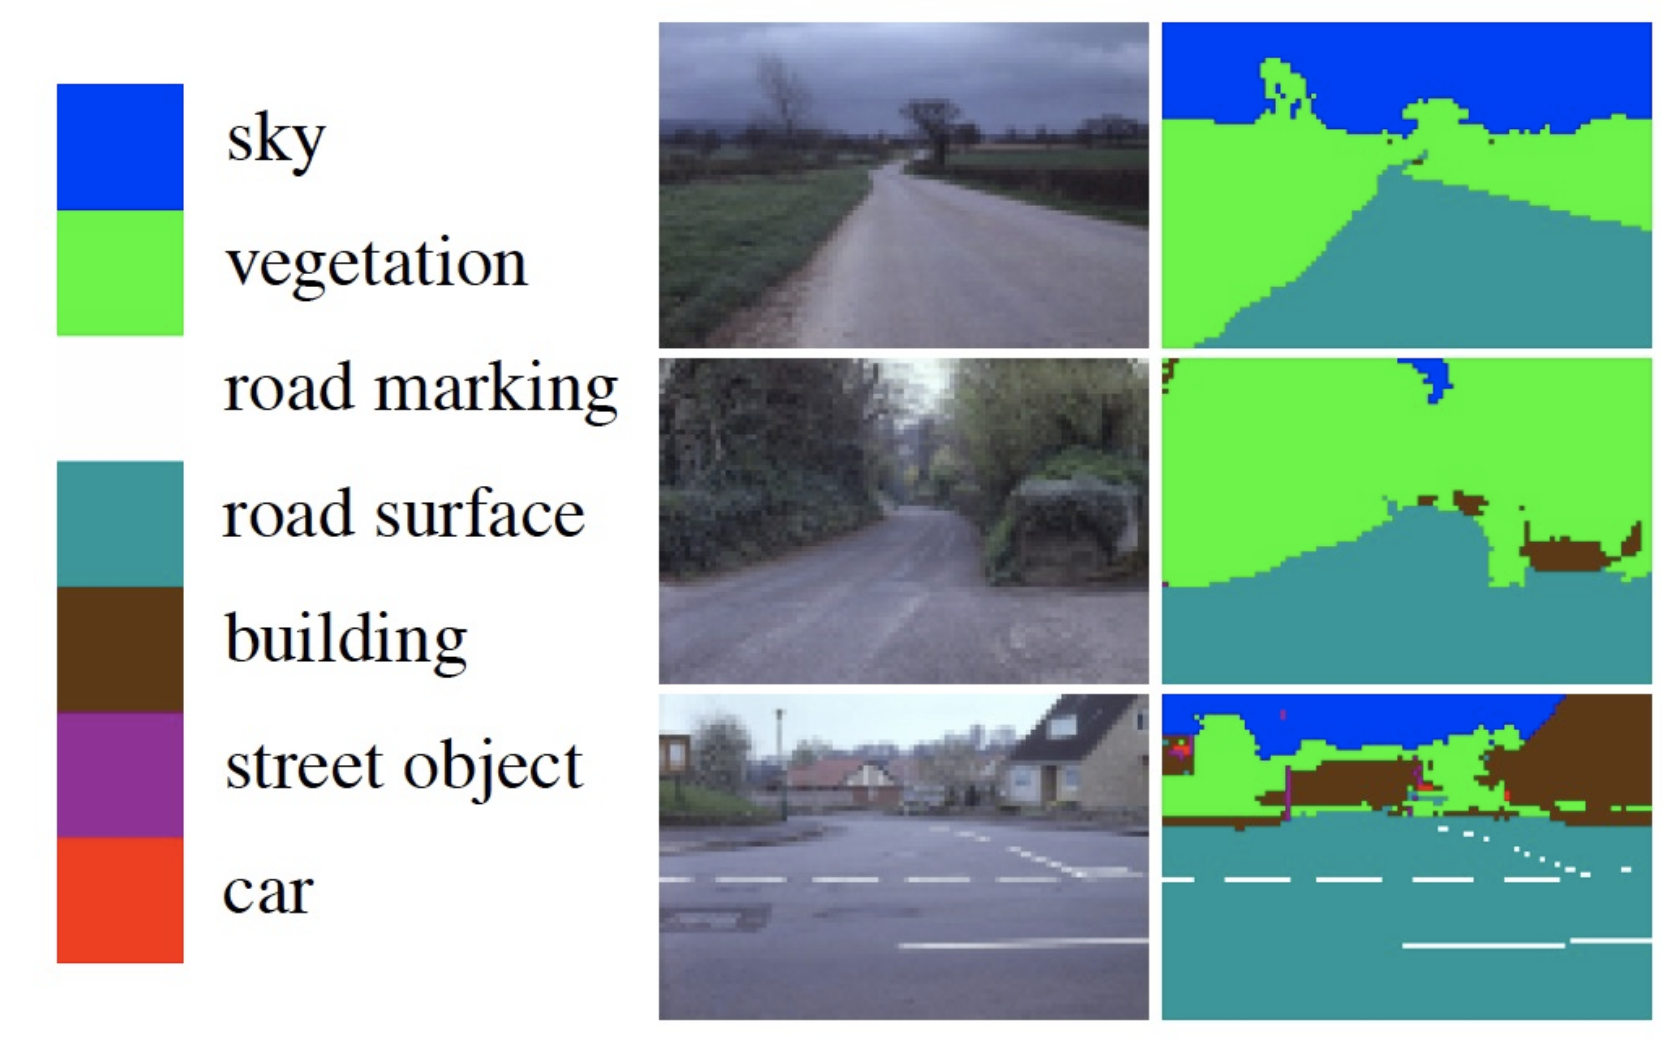 sky
vegetation
road marking
road surface
building
street object
car